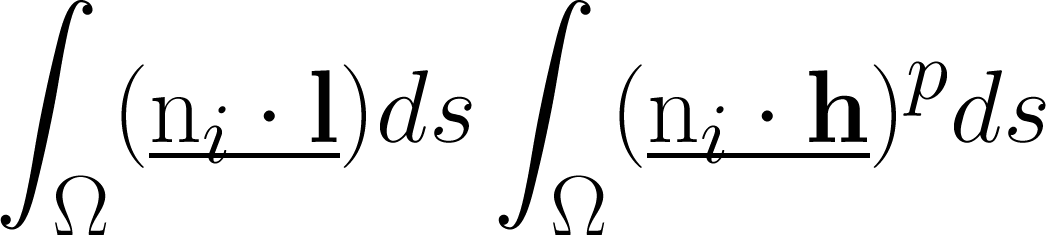 ∫_Ω (n_i · l)ds ∫_Ω (n_i · h)^p ds